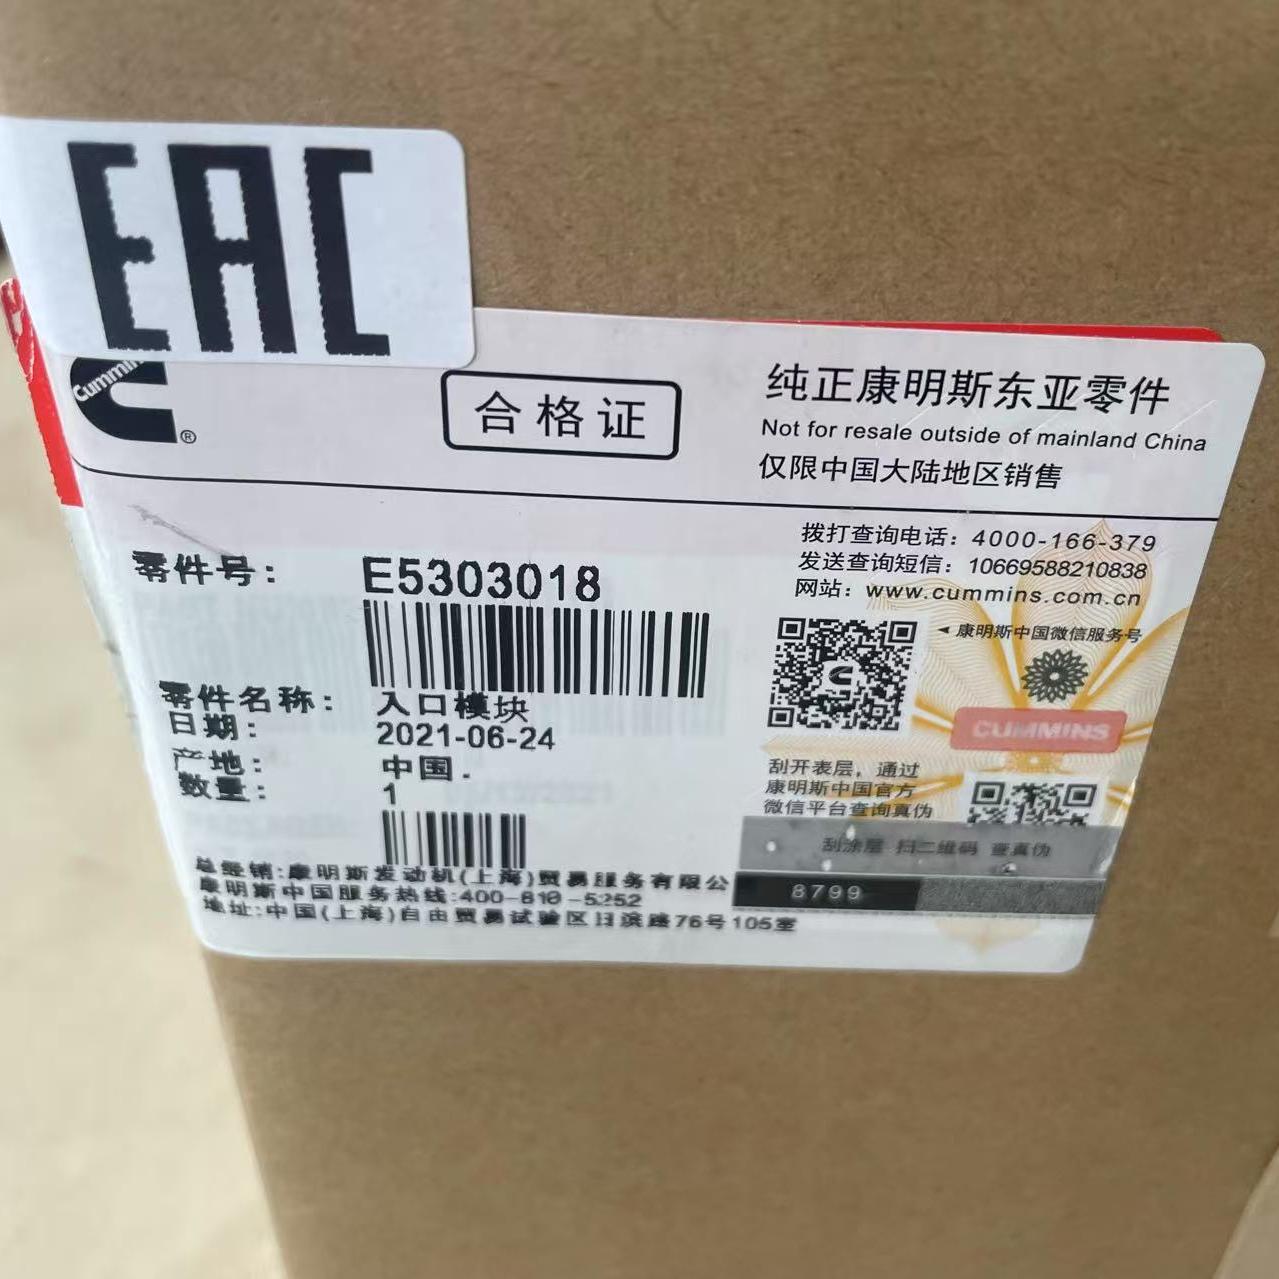 EAC
Cummins
®
合格证
纯正康明斯东亚零件
Not for resale outside of mainland China
仅限中国大陆地区销售
拨打查询电话：4000-166-379
发送查询短信：10669588210838
网站：www.cummins.com.cn
◄ 康明斯中国微信服务号
CUMMINS
零件号： E5303018
零件名称： 入口模块
日期： 2021-06-24
产地： 中国.
数量： 1
刮开表层，通过
康明斯中国官方
微信平台查询真伪
刮涂层 扫二维码 查真伪
8799
总经销:康明斯发动机(上海)贸易服务有限公
康明斯中国服务热线:400-810-5252
地址:中国(上海)自由贸易试验区日滨路76号105室